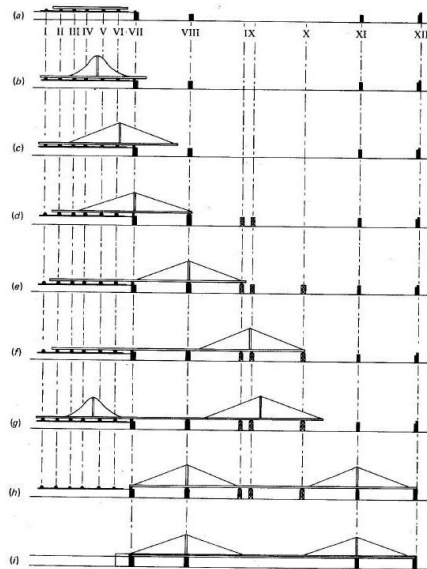 (a)
I II III IV V VI VII VIII IX X XI XII
(b)
(c)
(d)
(e)
(f)
(g)
(h)
(i)